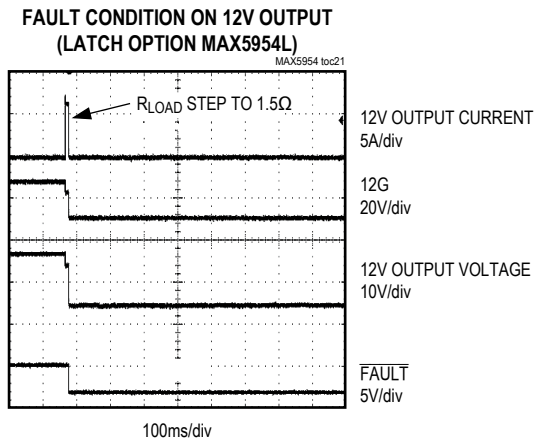 FAULT CONDITION ON 12V OUTPUT
(LATCH OPTION MAX5954L)
MAX5954 toc21
RLOAD STEP TO 1.5Ω
12V OUTPUT CURRENT
5A/div
12G
20V/div
12V OUTPUT VOLTAGE
10V/div
FAULT
5V/div
100ms/div